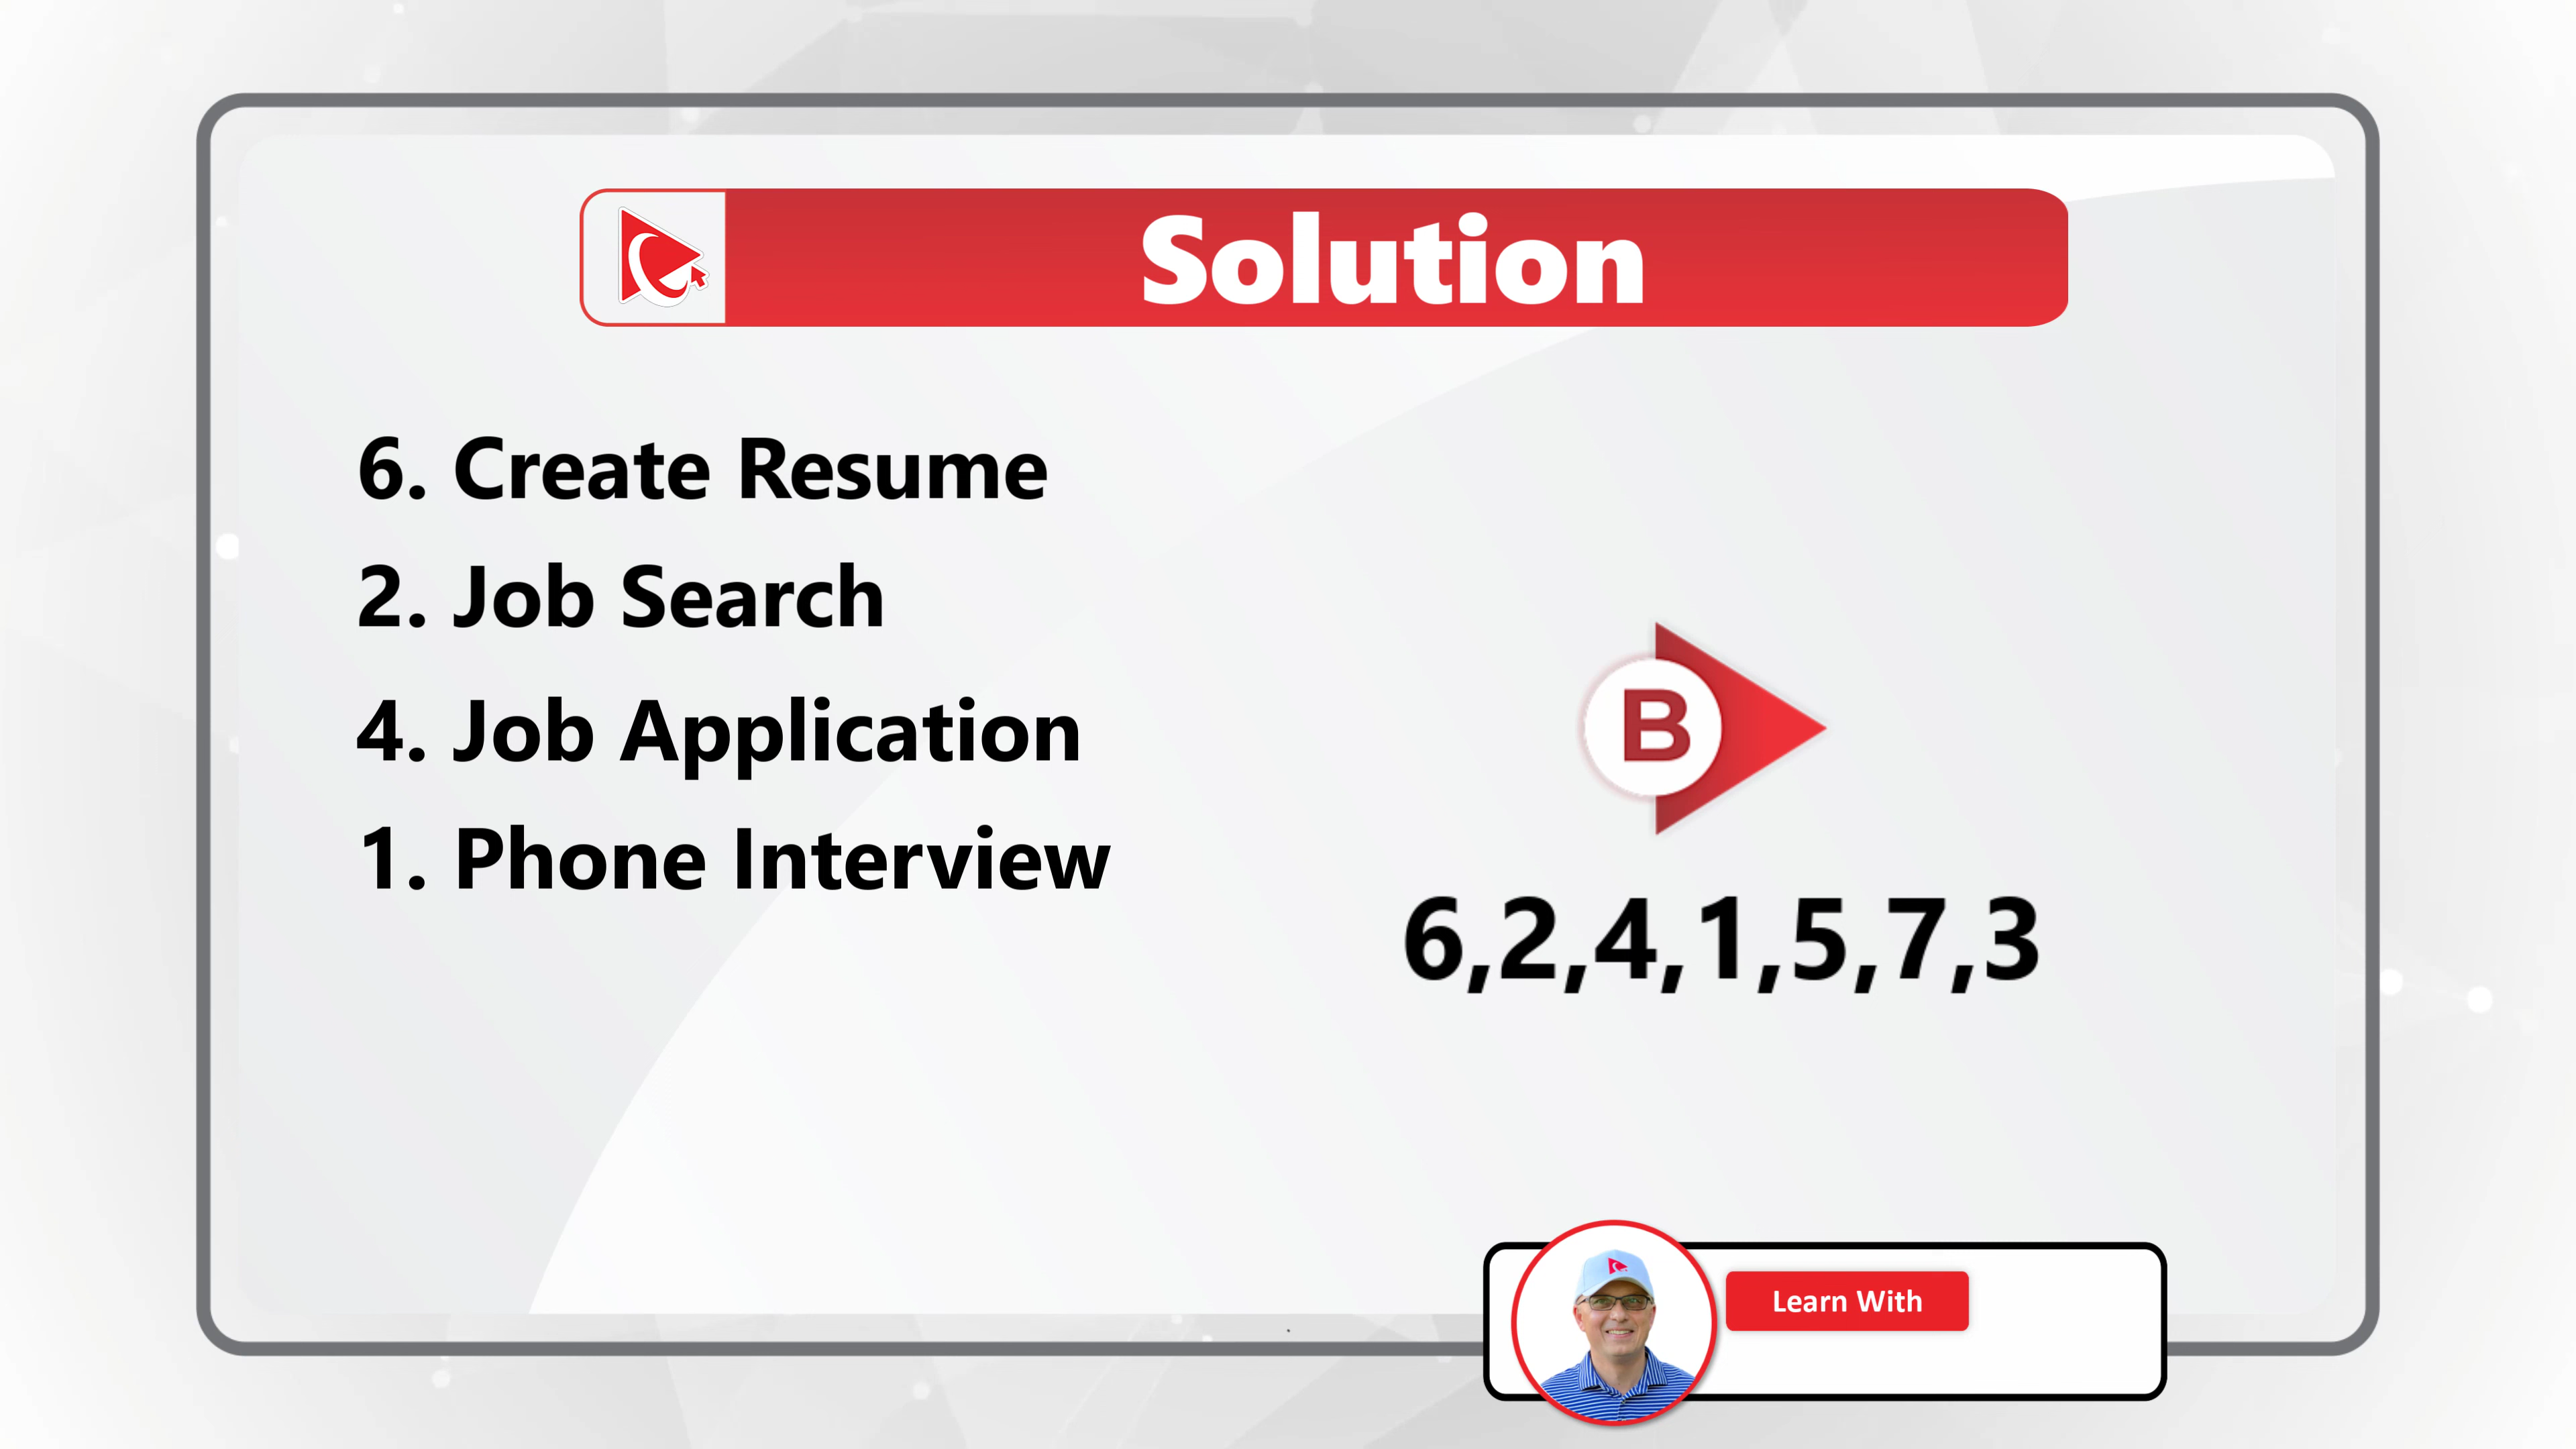 Solution
6. Create Resume
2. Job Search
4. Job Application
1. Phone Interview
B
6,2,4,1,5,7,3
Learn With